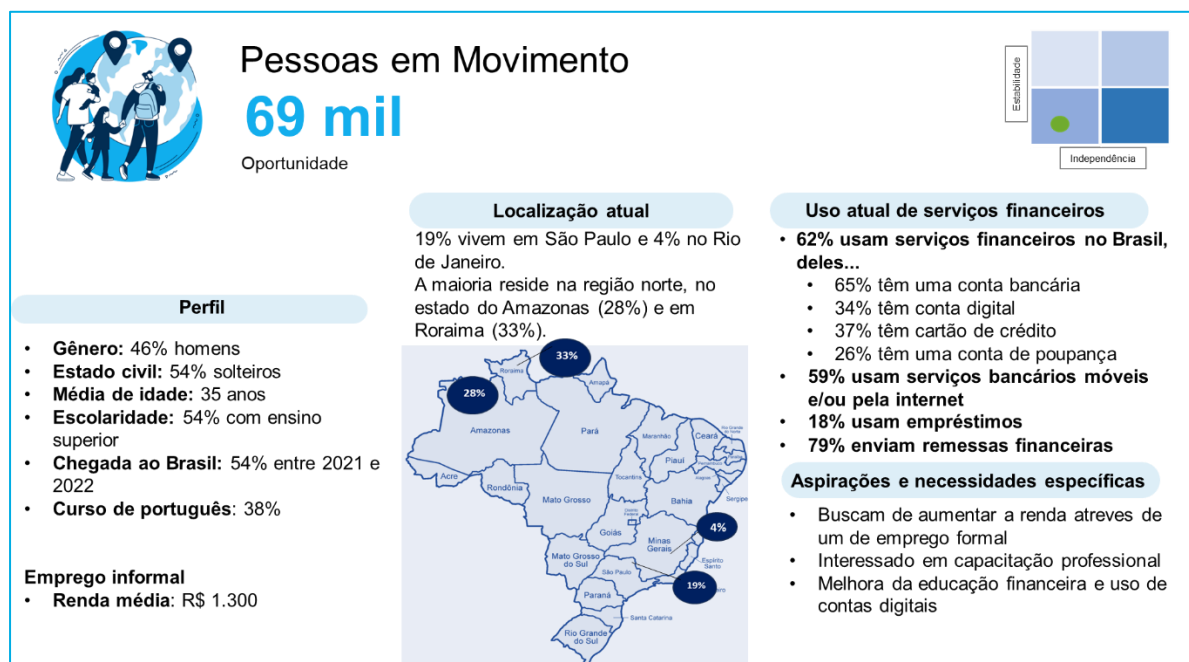 Pessoas em Movimento
69 mil
Oportunidade
Estabilidade
Independência
Perfil
• Gênero: 46% homens
• Estado civil: 54% solteiros
• Média de idade: 35 anos
• Escolaridade: 54% com ensino
superior
• Chegada ao Brasil: 54% entre 2021 e
2022
• Curso de português: 38%
Emprego informal
• Renda média: R$ 1.300
Localização atual
19% vivem em São Paulo e 4% no Rio
de Janeiro.
A maioria reside na região norte, no
estado do Amazonas (28%) e em
Roraima (33%).
33%
Roraima
Amapá
28%
Amazonas
Pará
Maranhão
Ceará
Rio Grande
do Norte
Piauí
Pernambuco
Alagoas
Sergipe
Acre
Rondônia
Tocantins
Mato Grosso
Bahia
Distrito
Federal
Goiás
4%
Minas
Gerais
Espírito
Santo
Mato Grosso
do Sul
São Paulo
19%
Paraná
Santa Catarina
Rio Grande
do Sul
Uso atual de serviços financeiros
• 62% usam serviços financeiros no Brasil,
deles...
• 65% têm uma conta bancária
• 34% têm conta digital
• 37% têm cartão de crédito
• 26% têm uma conta de poupança
• 59% usam serviços bancários móveis
e/ou pela internet
• 18% usam empréstimos
• 79% enviam remessas financeiras
Aspirações e necessidades específicas
• Buscam de aumentar a renda atreves de
um de emprego formal
• Interessado em capacitação professional
• Melhora da educação financeira e uso de
contas digitais